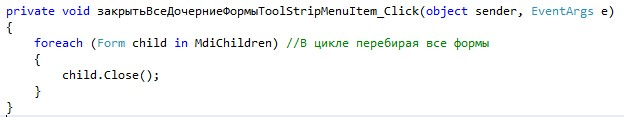 private void закрытьВсеДочерниеФормыToolStripMenuItem_Click(object sender, EventArgs e)
{
foreach (Form child in MdiChildren) //В цикле перебирая все формы
{
child.Close();
}
}